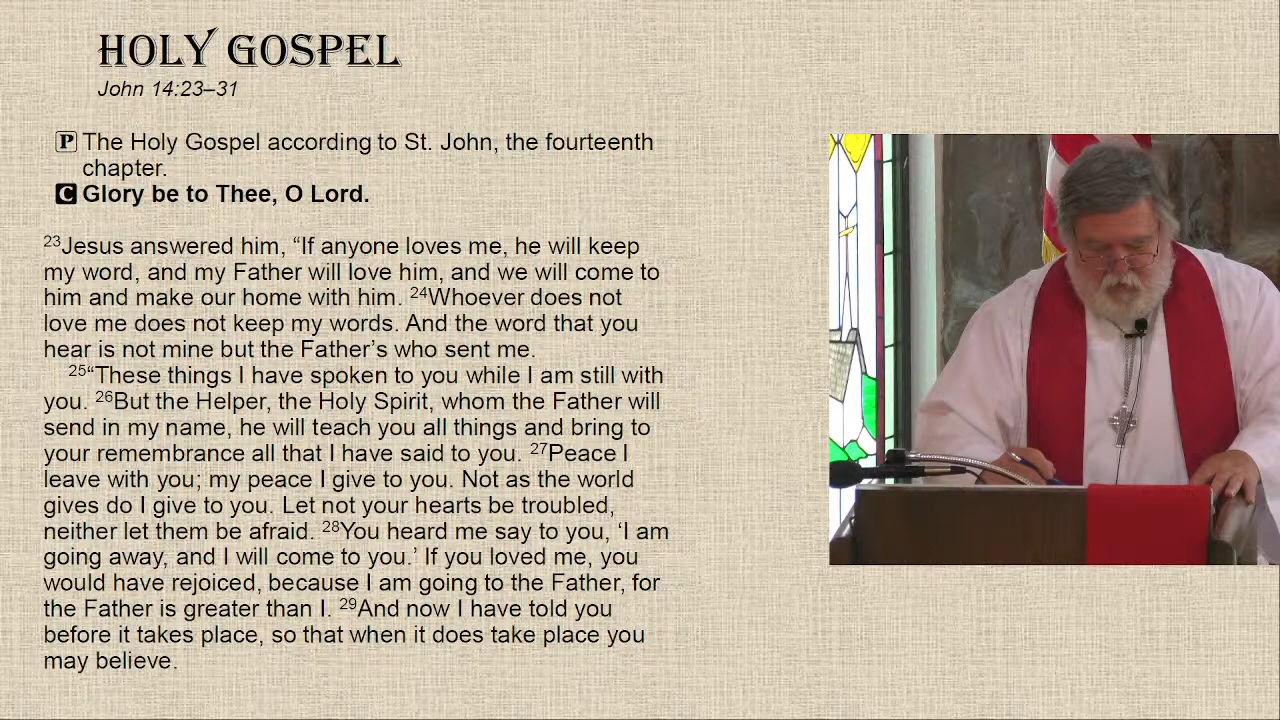 HOLY GOSPEL
John 14:23–31
P The Holy Gospel according to St. John, the fourteenth
chapter.
C Glory be to Thee, O Lord.
23Jesus answered him, “If anyone loves me, he will keep
my word, and my Father will love him, and we will come to
him and make our home with him. 24Whoever does not
love me does not keep my words. And the word that you
hear is not mine but the Father’s who sent me.
25“These things I have spoken to you while I am still with
you. 26But the Helper, the Holy Spirit, whom the Father will
send in my name, he will teach you all things and bring to
your remembrance all that I have said to you. 27Peace I
leave with you; my peace I give to you. Not as the world
gives do I give to you. Let not your hearts be troubled,
neither let them be afraid. 28You heard me say to you, ‘I am
going away, and I will come to you.’ If you loved me, you
would have rejoiced, because I am going to the Father, for
the Father is greater than I. 29And now I have told you
before it takes place, so that when it does take place you
may believe.